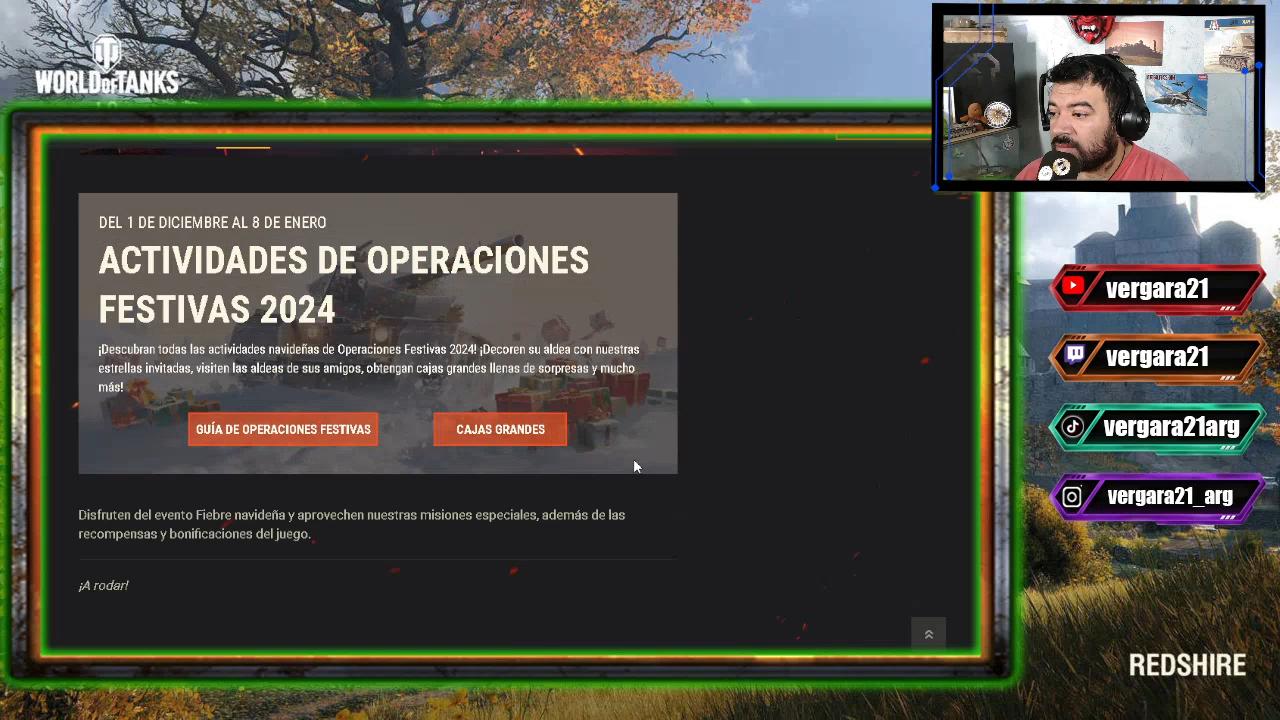 WORLD OF TANKS
DEL 1 DE DICIEMBRE AL 8 DE ENERO
ACTIVIDADES DE OPERACIONES
FESTIVAS 2024
¡Descubran todas las actividades navideñas de Operaciones Festivas 2024! ¡Decoren su aldea con nuestras
estrellas invitadas, visiten las aldeas de sus amigos, obtengan cajas grandes llenas de sorpresas y mucho
más!
GUÍA DE OPERACIONES FESTIVAS
CAJAS GRANDES
Disfruten del evento Fiebre navideña y aprovechen nuestras misiones especiales, además de las
recompensas y bonificaciones del juego.
¡A rodar!
vergara21
vergara21
vergara21arg
vergara21_arg
REDSHIRE